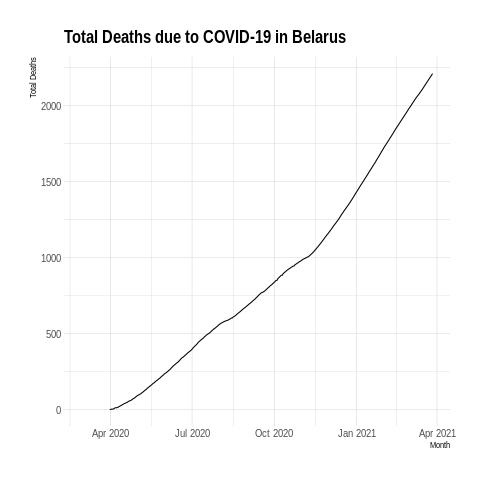 Total Deaths due to COVID-19 in Belarus
Total Deaths
2000
1500
1000
500
0
Apr 2020 Jul 2020 Oct 2020 Jan 2021 Apr 2021
Month